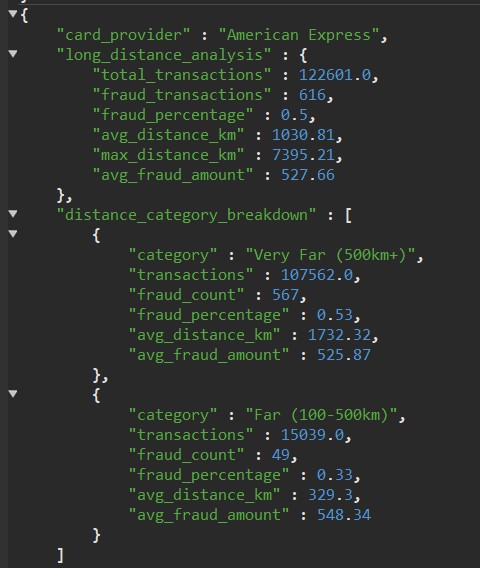 {
"card_provider" : "American Express",
"long_distance_analysis" : {
"total_transactions" : 122601.0,
"fraud_transactions" : 616,
"fraud_percentage" : 0.5,
"avg_distance_km" : 1030.81,
"max_distance_km" : 7395.21,
"avg_fraud_amount" : 527.66
},
"distance_category_breakdown" : [
{
"category" : "Very Far (500km+)",
"transactions" : 107562.0,
"fraud_count" : 567,
"fraud_percentage" : 0.53,
"avg_distance_km" : 1732.32,
"avg_fraud_amount" : 525.87
},
{
"category" : "Far (100-500km)",
"transactions" : 15039.0,
"fraud_count" : 49,
"fraud_percentage" : 0.33,
"avg_distance_km" : 329.3,
"avg_fraud_amount" : 548.34
}
]